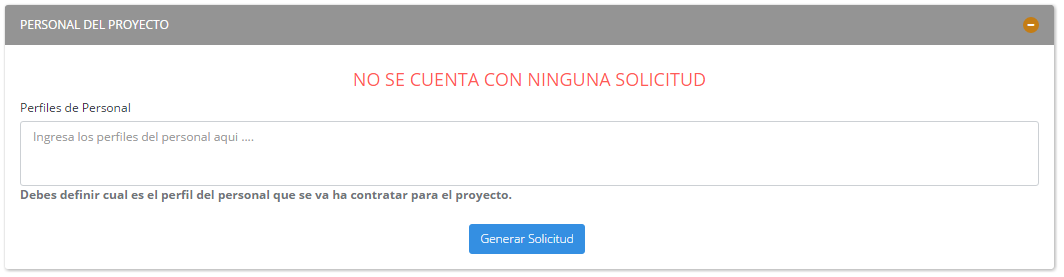 PERSONAL DEL PROYECTO
NO SE CUENTA CON NINGUNA SOLICITUD
Perfiles de Personal
Ingresa los perfiles del personal aqui ....
Debes definir cual es el perfil del personal que se va ha contratar para el proyecto.
Generar Solicitud